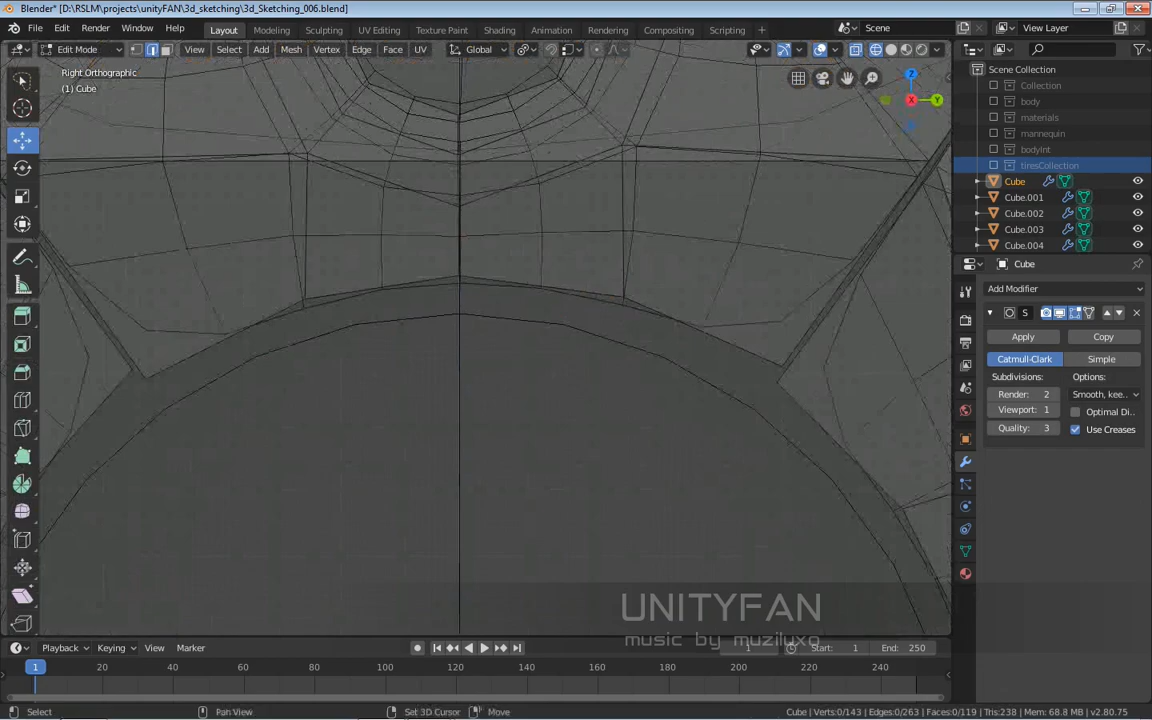 Blender* [D:\RSLM\projects\unityFAN\3d_sketching\3d_Sketching_006.blend]
File Edit Render Window Help Layout Modeling Sculpting UV Editing Texture Paint Shading Animation Rendering Compositing Scripting + Scene View Layer
Edit Mode View Select Add Mesh Vertex Edge Face UV Global
Right Orthographic
(1) Cube
Z
X
Y
Scene Collection
Collection
body
materials
mannequin
bodyInt
tiresCollection
Cube
Cube.001
Cube.002
Cube.003
Cube.004
Cube
Add Modifier
S
Apply Copy
Catmull-Clark Simple
Subdivisions: Options:
Render: 2 Smooth, kee..
Viewport: 1 Optimal Di..
Quality: 3 Use Creases
UNITYFAN
music by muziluxo
Playback Keying View Marker 1 Start: 1 End: 250
1 20 40 60 80 100 120 140 160 180 200 220 240
Select Pan View Set 3D Cursor Move Cube | Verts:0/143 | Edges:0/263 | Faces:0/119 | Tris:238 | Mem: 68.8 MB | v2.80.75